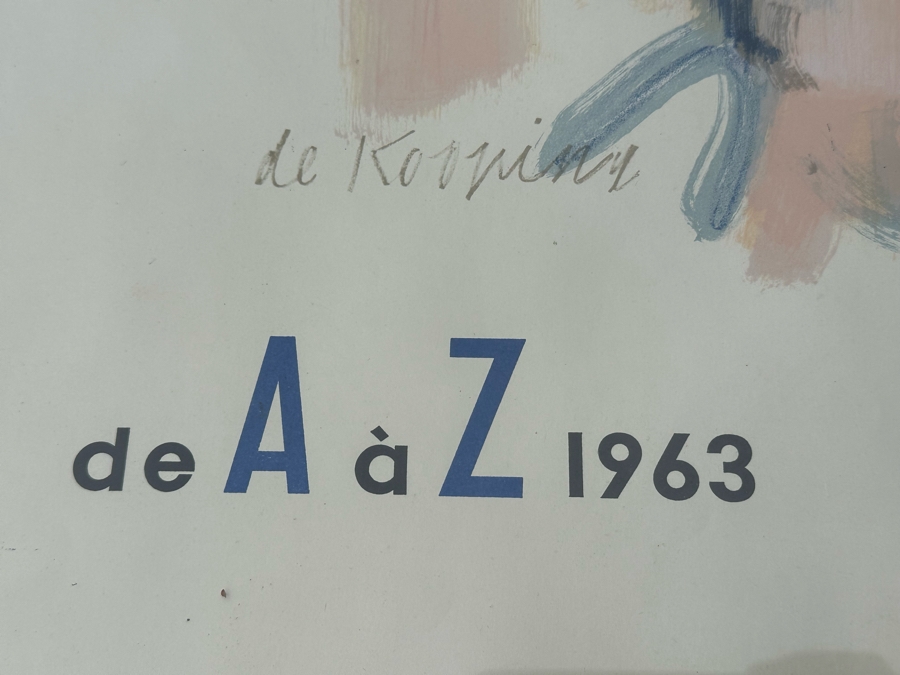 de Kooning
de A à Z 1963